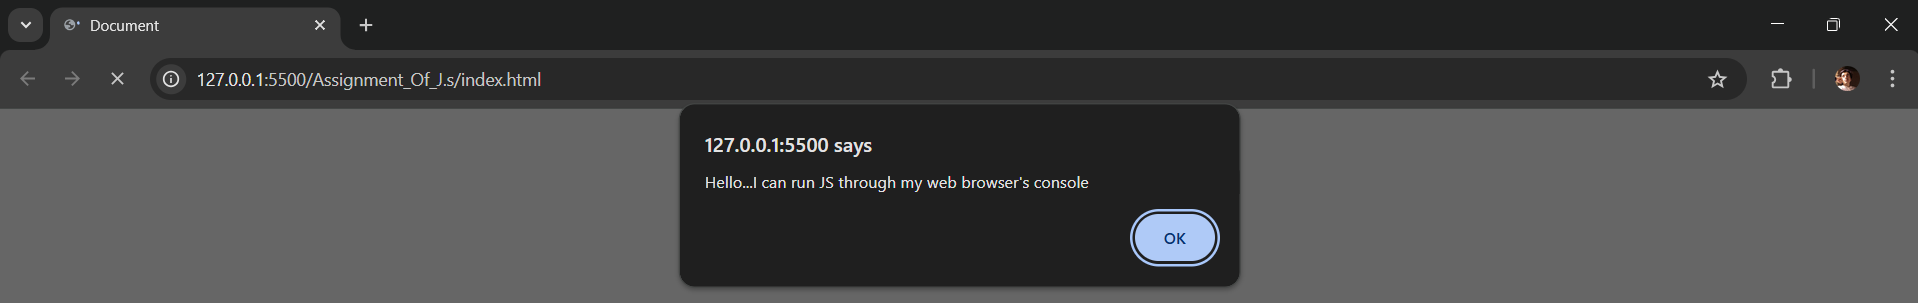 Document
127.0.0.1:5500/Assignment_Of_J.s/index.html
127.0.0.1:5500 says
Hello...I can run JS through my web browser's console
OK